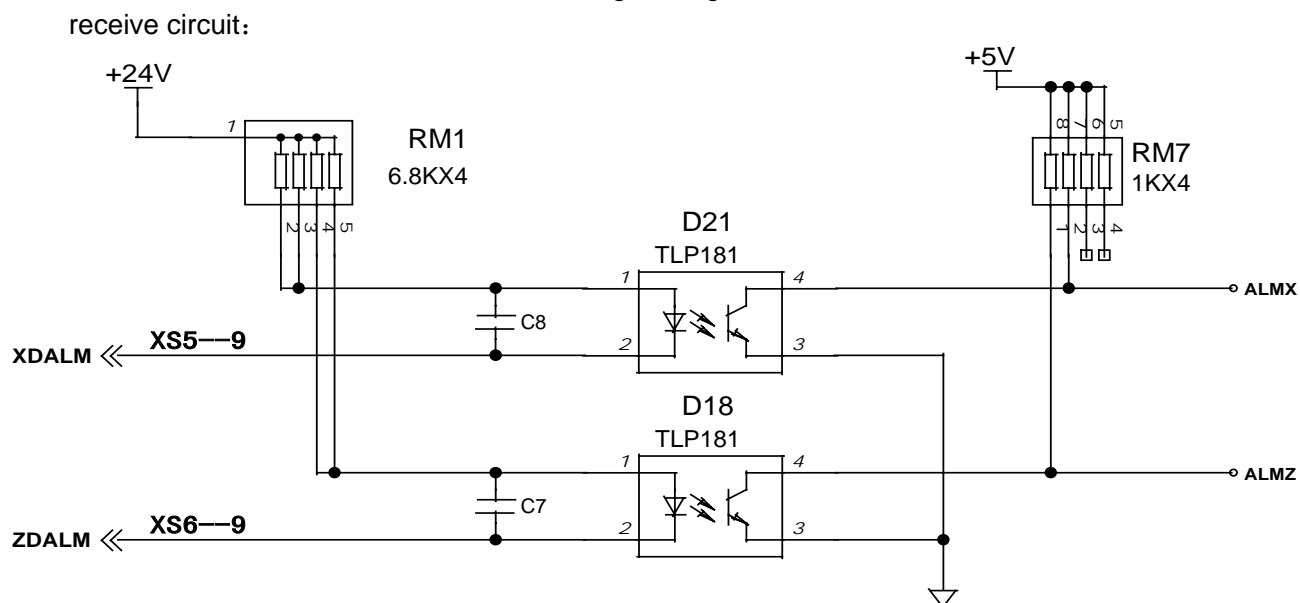 receive circuit：
+24V
+5V
1
RM1
6.8KX4
8 7 6 5
RM7
1KX4
2 3 4 5
1 2 3 4
D21
TLP181
1
4
ALMX
C8
XDALM
XS5--9
2
3
D18
TLP181
1
4
ALMZ
C7
ZDALM
XS6--9
2
3